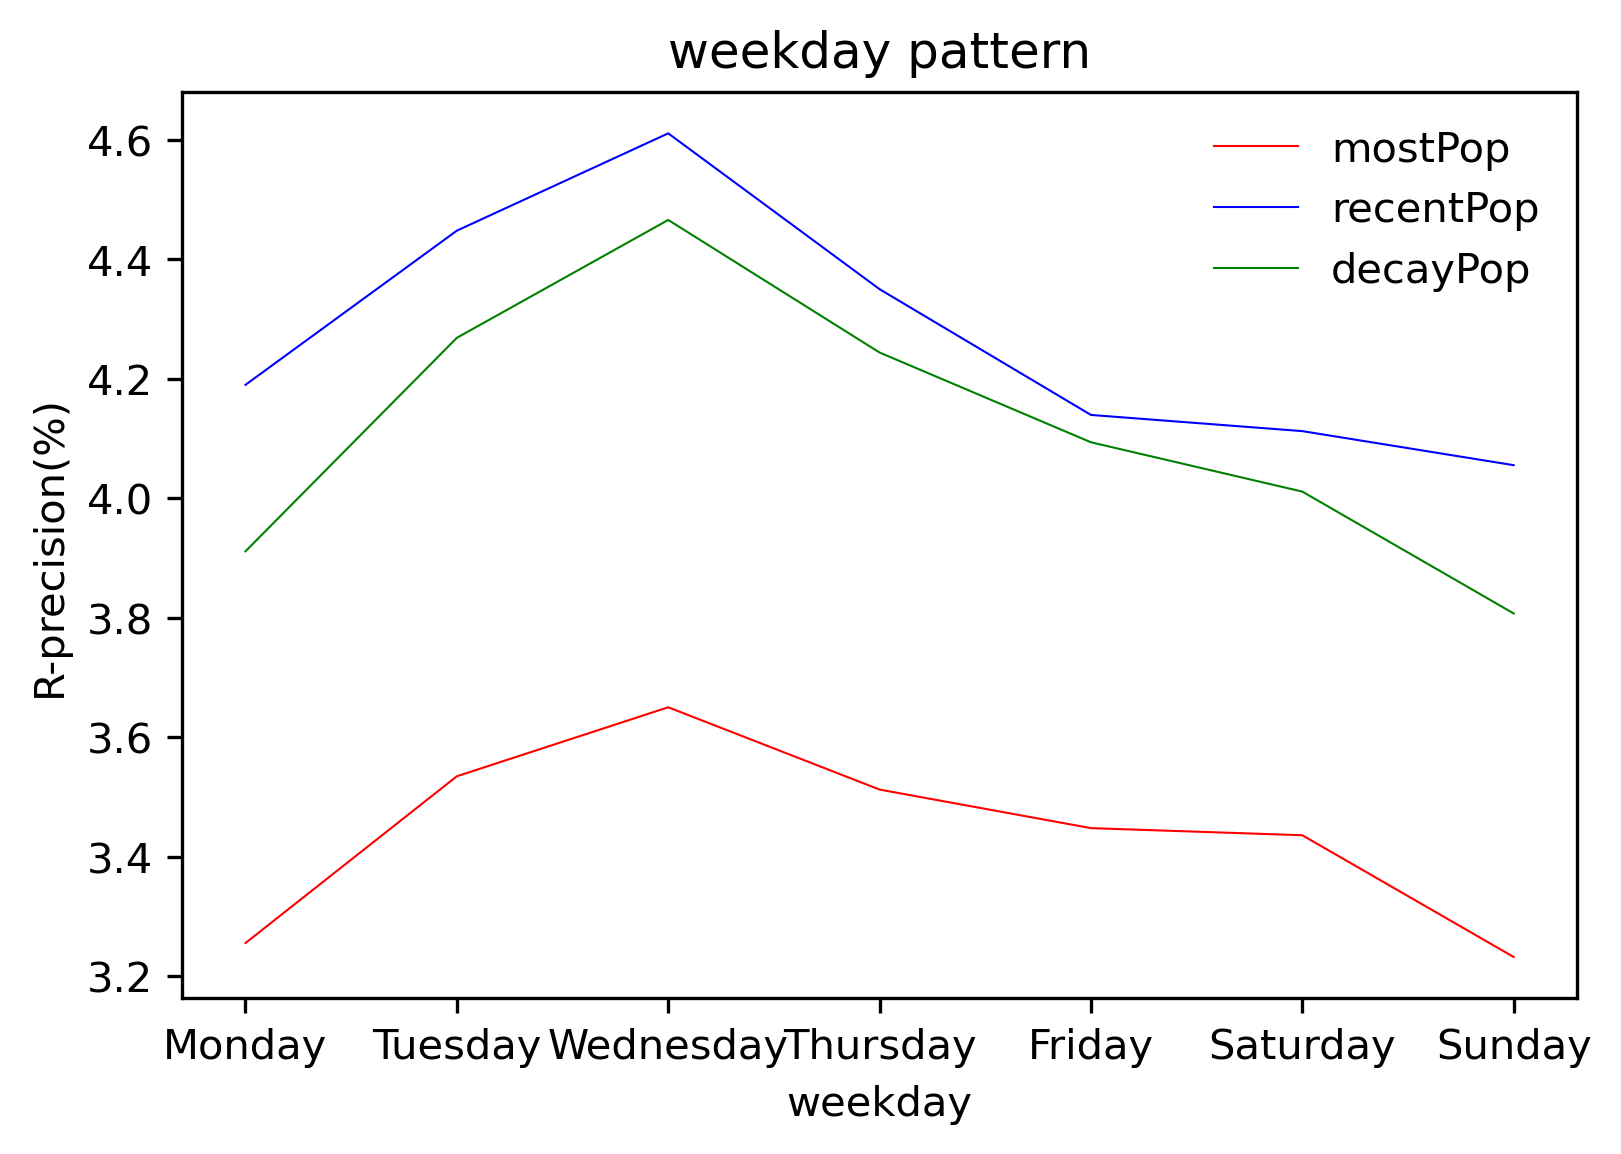 weekday pattern
mostPop
recentPop
decayPop
4.6
4.4
4.2
4.0
3.8
3.6
3.4
3.2
R-precision(%)
Monday Tuesday Wednesday Thursday Friday Saturday Sunday
weekday